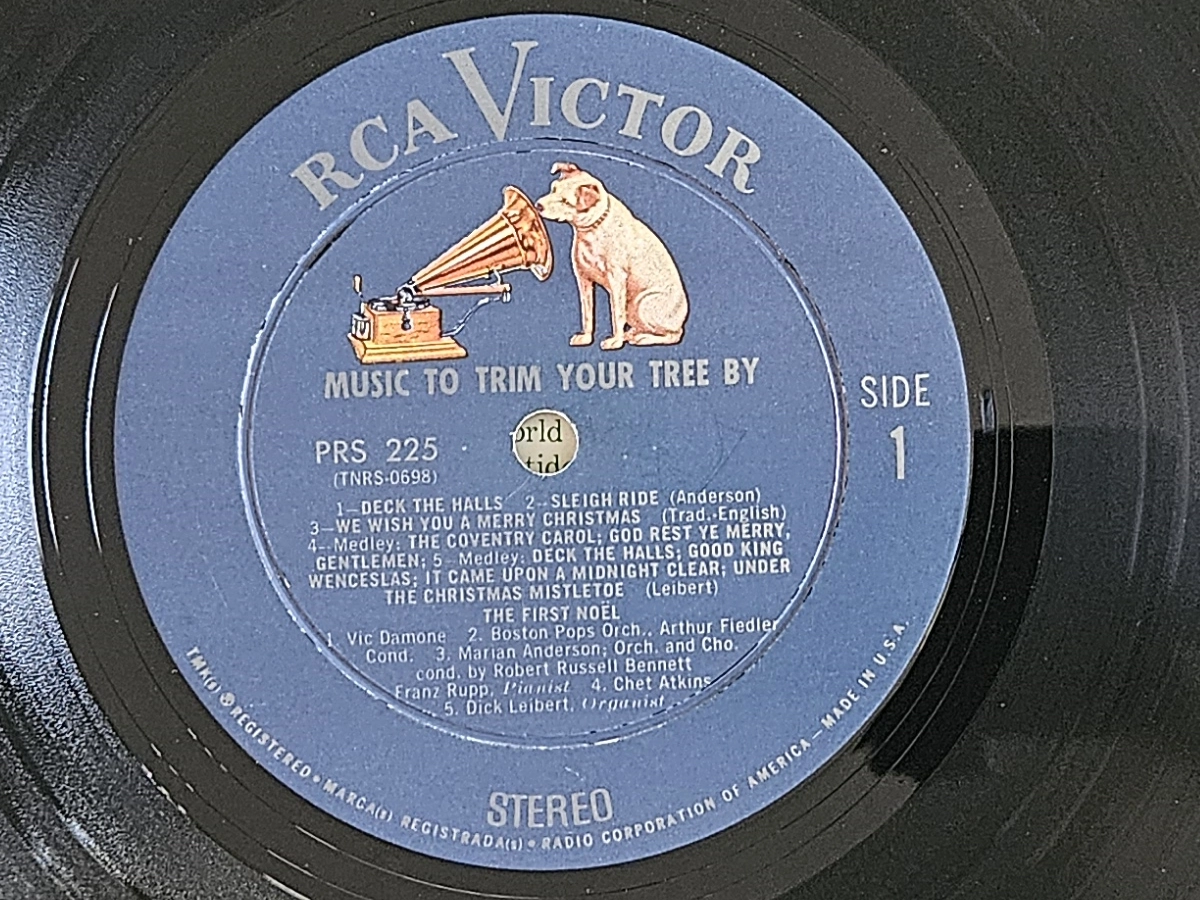 RCA VICTOR
MUSIC TO TRIM YOUR TREE BY
SIDE
1
PRS 225
(TNRS-0698)
orld
tide
1—DECK THE HALLS 2—SLEIGH RIDE (Anderson)
3—WE WISH YOU A MERRY CHRISTMAS (Trad.-English)
4—Medley: THE COVENTRY CAROL; GOD REST YE MERRY,
GENTLEMEN; 5—Medley: DECK THE HALLS; GOOD KING
WENCESLAS; IT CAME UPON A MIDNIGHT CLEAR; UNDER
THE CHRISTMAS MISTLETOE (Leibert)
THE FIRST NOËL
1. Vic Damone 2. Boston Pops Orch., Arthur Fiedler
Cond. 3. Marian Anderson; Orch. and Cho.
cond. by Robert Russell Bennett
Franz Rupp, Pianist 4. Chet Atkins
5. Dick Leibert, Organist
STEREO
TMK(s) ® REGISTERED • MARCA(s) REGISTRADA(s) • RADIO CORPORATION OF AMERICA — MADE IN U.S.A.